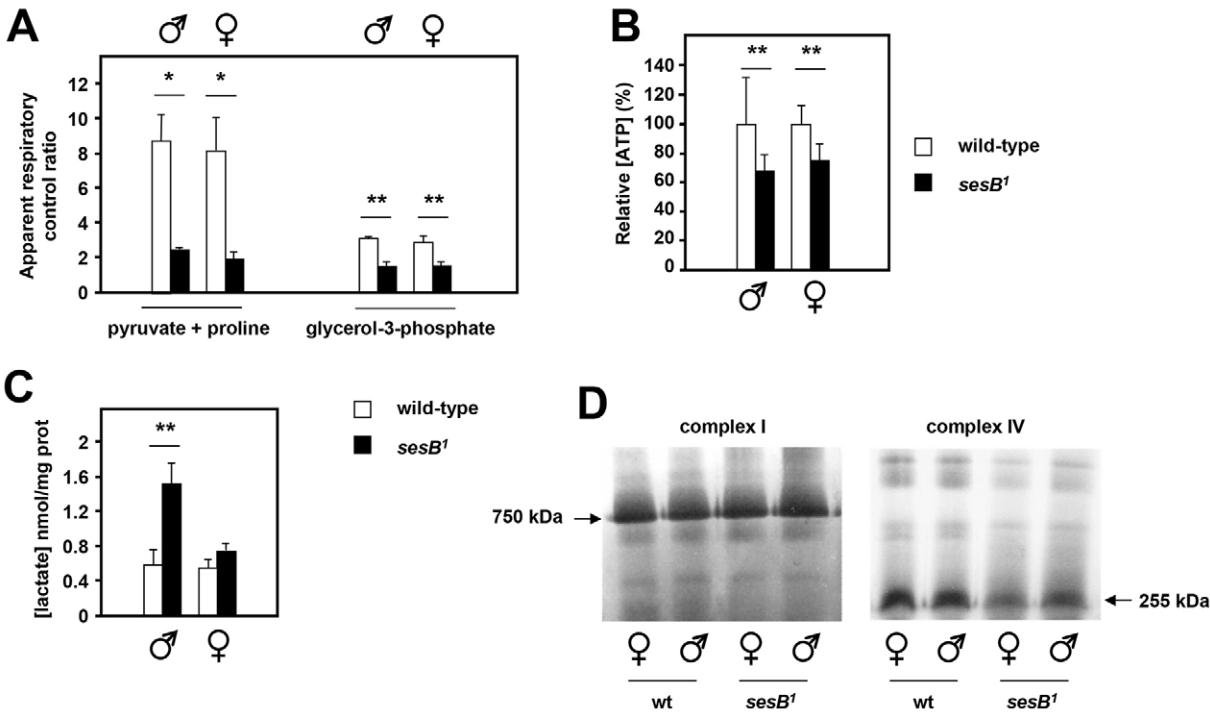 A
♂ ♀ ♂ ♀
Apparent respiratory
control ratio
12
10
8
6
4
2
0
* * ** **
pyruvate + proline
glycerol-3-phosphate
B
Relative [ATP] (%)
140
120
100
80
60
40
20
0
** **
♂ ♀
wild-type
sesB¹
C
[lactate] nmol/mg prot
2
1.6
1.2
0.8
0.4
0
**
♂ ♀
wild-type
sesB¹
D
complex I
complex IV
750 kDa
255 kDa
♀ ♂ ♀ ♂
wt sesB¹
♀ ♂ ♀ ♂
wt sesB¹